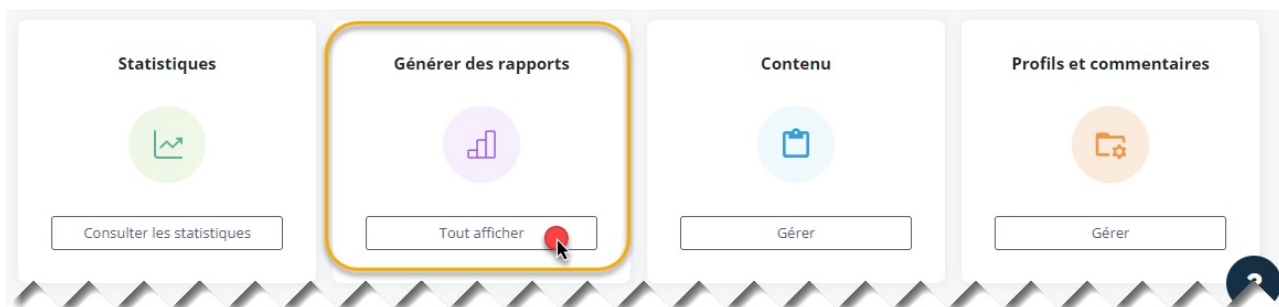 Statistiques
Générer des rapports
Contenu
Profils et commentaires
Consulter les statistiques
Tout afficher
Gérer
Gérer